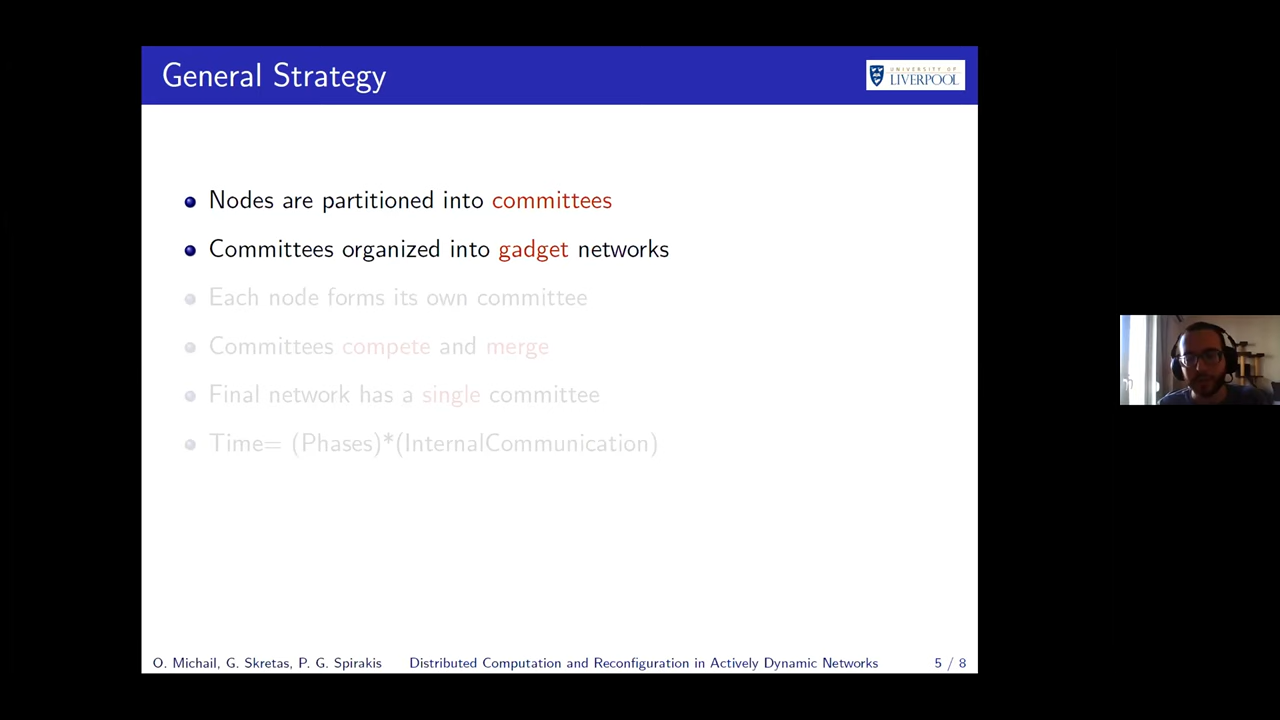 General Strategy
UNIVERSITY OF
LIVERPOOL
Nodes are partitioned into committees
Committees organized into gadget networks
Each node forms its own committee
Committees compete and merge
Final network has a single committee
Time= (Phases)*(InternalCommunication)
O. Michail, G. Skretas, P. G. Spirakis Distributed Computation and Reconfiguration in Actively Dynamic Networks 5 / 8